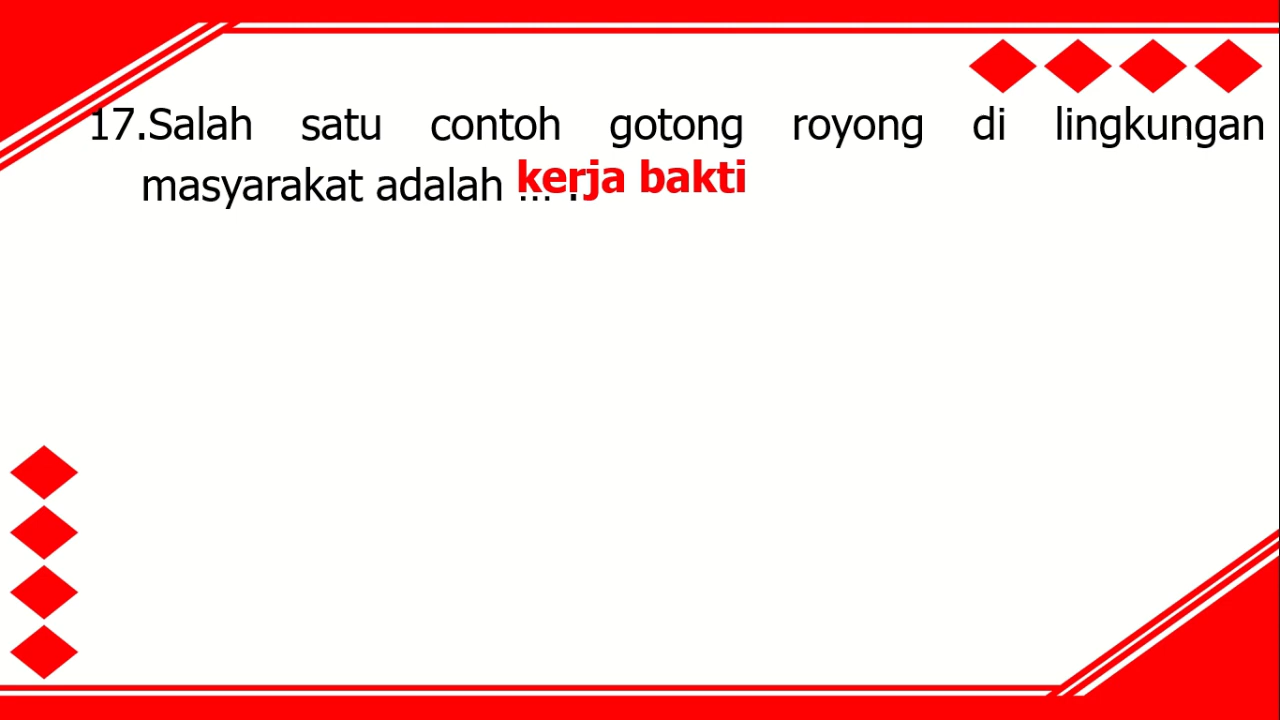 17.Salah satu contoh gotong royong di lingkungan
masyarakat adalah ... . kerja bakti